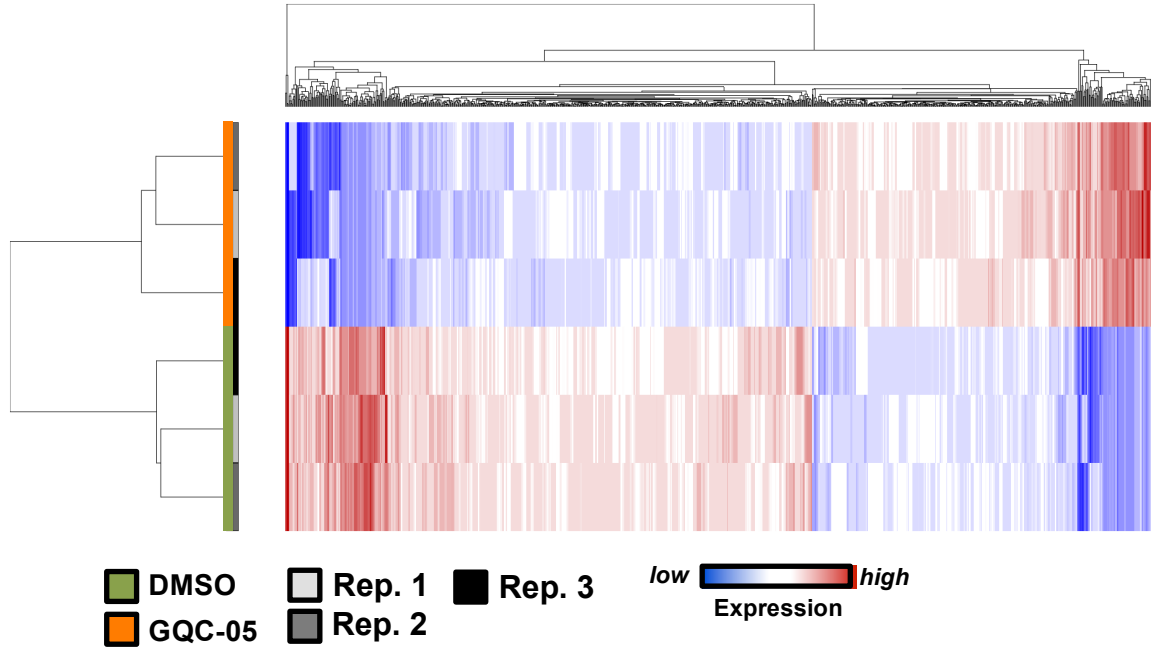 DMSO
GQC-05
Rep. 1
Rep. 2
Rep. 3
low
high
Expression